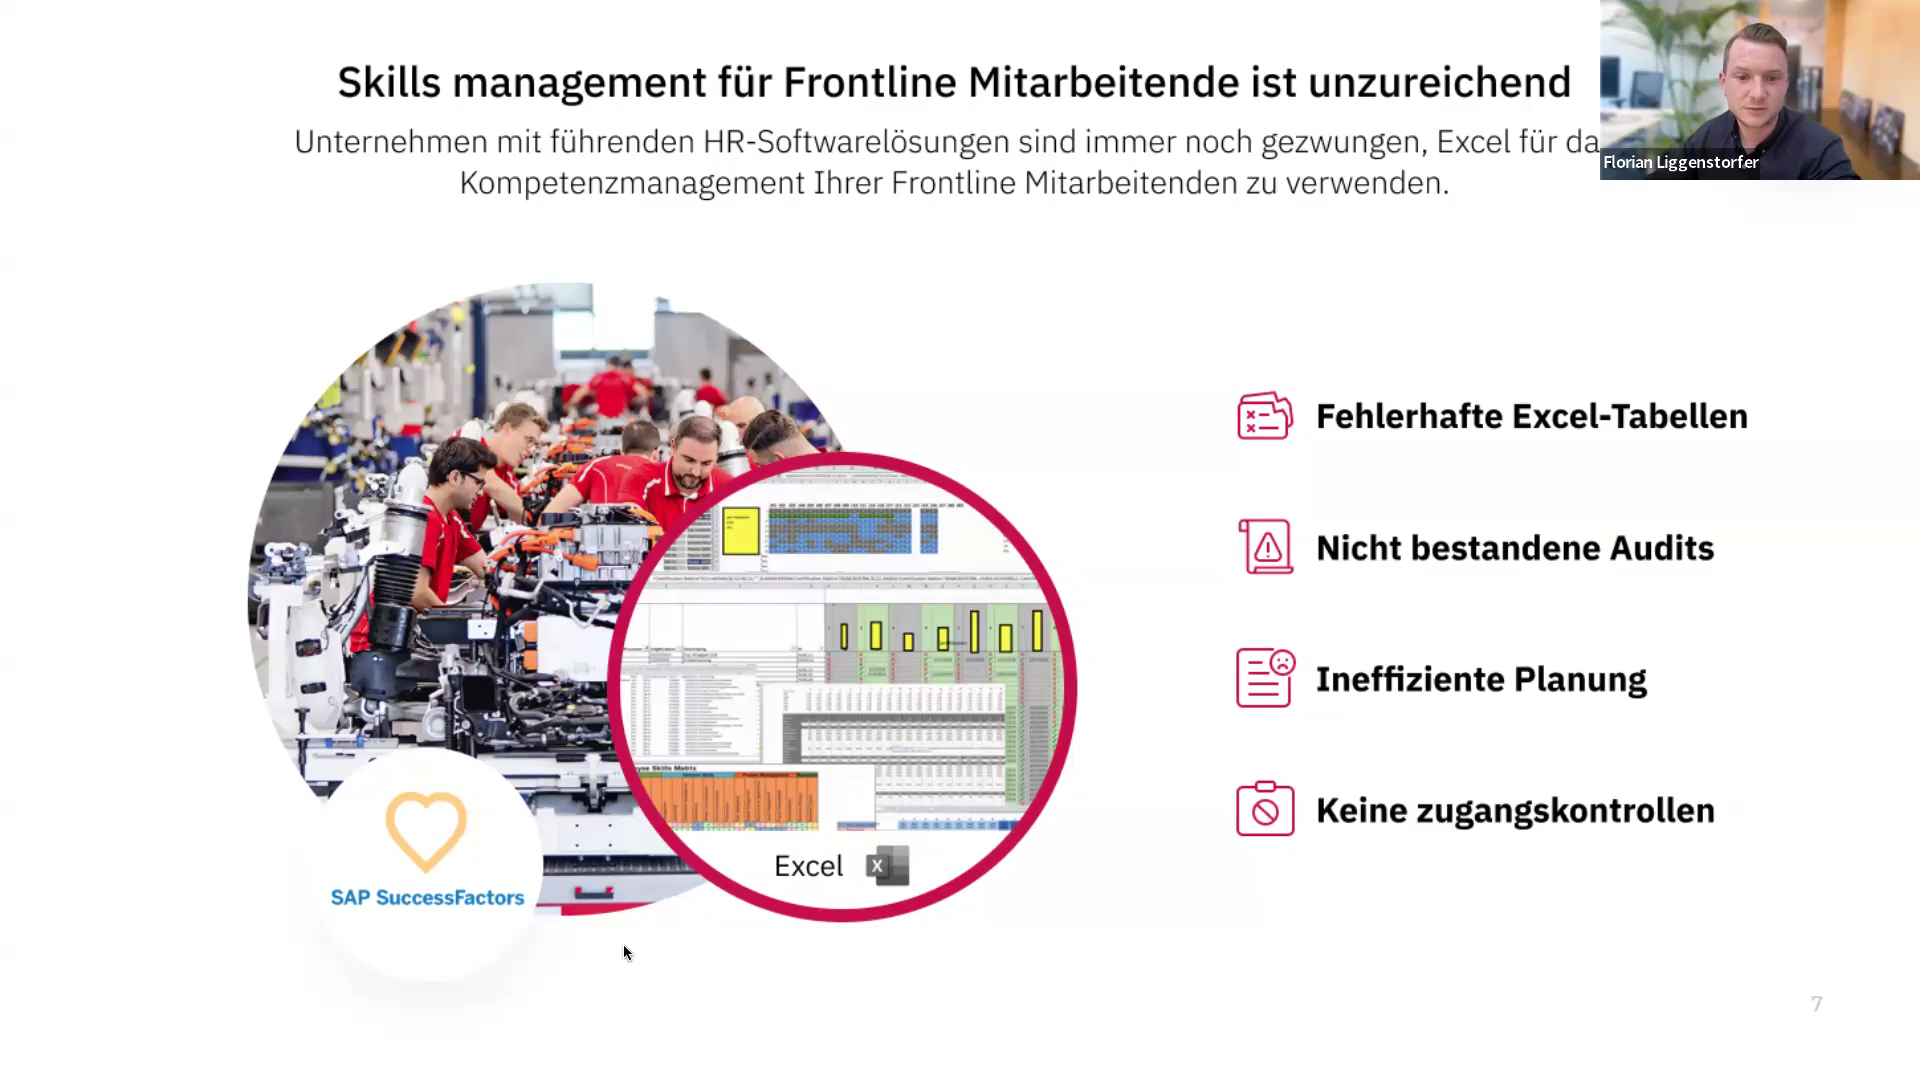 Skills management für Frontline Mitarbeitende ist unzureichend
Unternehmen mit führenden HR-Softwarelösungen sind immer noch gezwungen, Excel für da
Kompetenzmanagement Ihrer Frontline Mitarbeitenden zu verwenden.
Florian Liggenstorfer
Fehlerhafte Excel-Tabellen
Nicht bestandene Audits
Ineffiziente Planung
Keine zugangskontrollen
Skills Matrix
Excel
X
SAP SuccessFactors
7